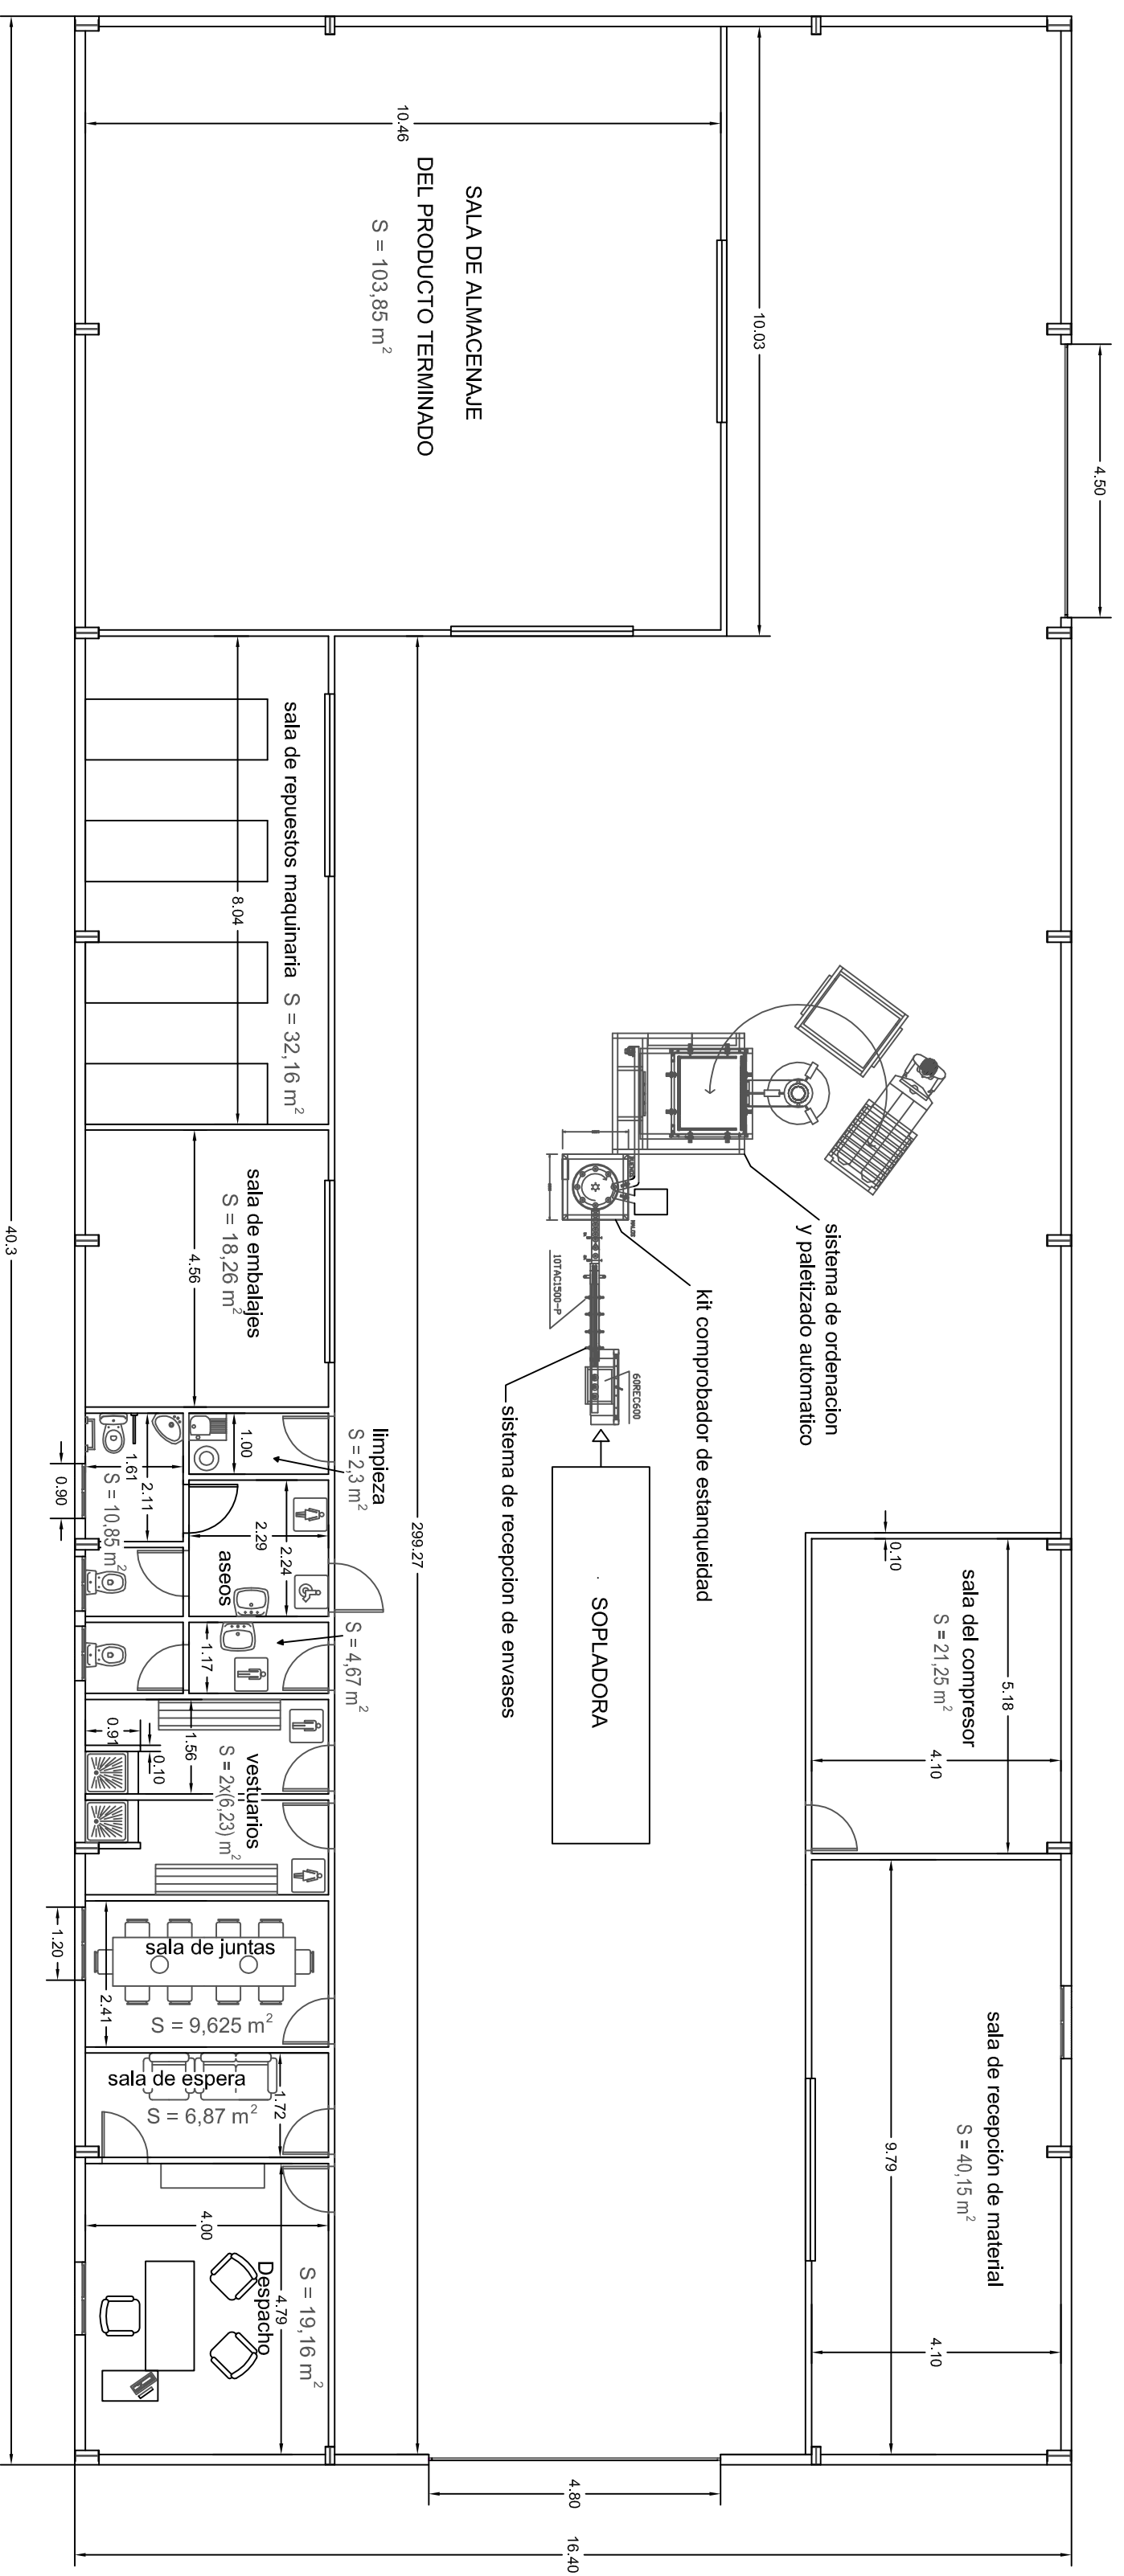 40.3
16.40
4.50
4.80
10.46
10.03
SALA DE ALMACENAJE
DEL PRODUCTO TERMINADO
S = 103,85 m²
sala de repuestos maquinaria S = 32,16 m²
8.04
sala de embalajes
S = 18,26 m²
4.56
299.27
sistema de ordenacion
y paletizado automatico
kit comprobador de estanqueidad
sistema de recepcion de envases
10TAC1500-P
60REC600
SOPLADORA
limpieza
S = 2,3 m²
1.00
2.11
1.61
S = 10,85 m²
0.90
aseos
2.29
2.24
S = 4,67 m²
1.17
vestuarios
S = 2x(6,23) m²
1.56
0.91
0.10
sala de juntas
S = 9,625 m²
2.41
1.20
sala de espera
S = 6,87 m²
1.72
Despacho
S = 19,16 m²
4.79
4.00
sala del compresor
S = 21,25 m²
5.18
4.10
0.10
sala de recepción de material
S = 40,15 m²
9.79
4.10